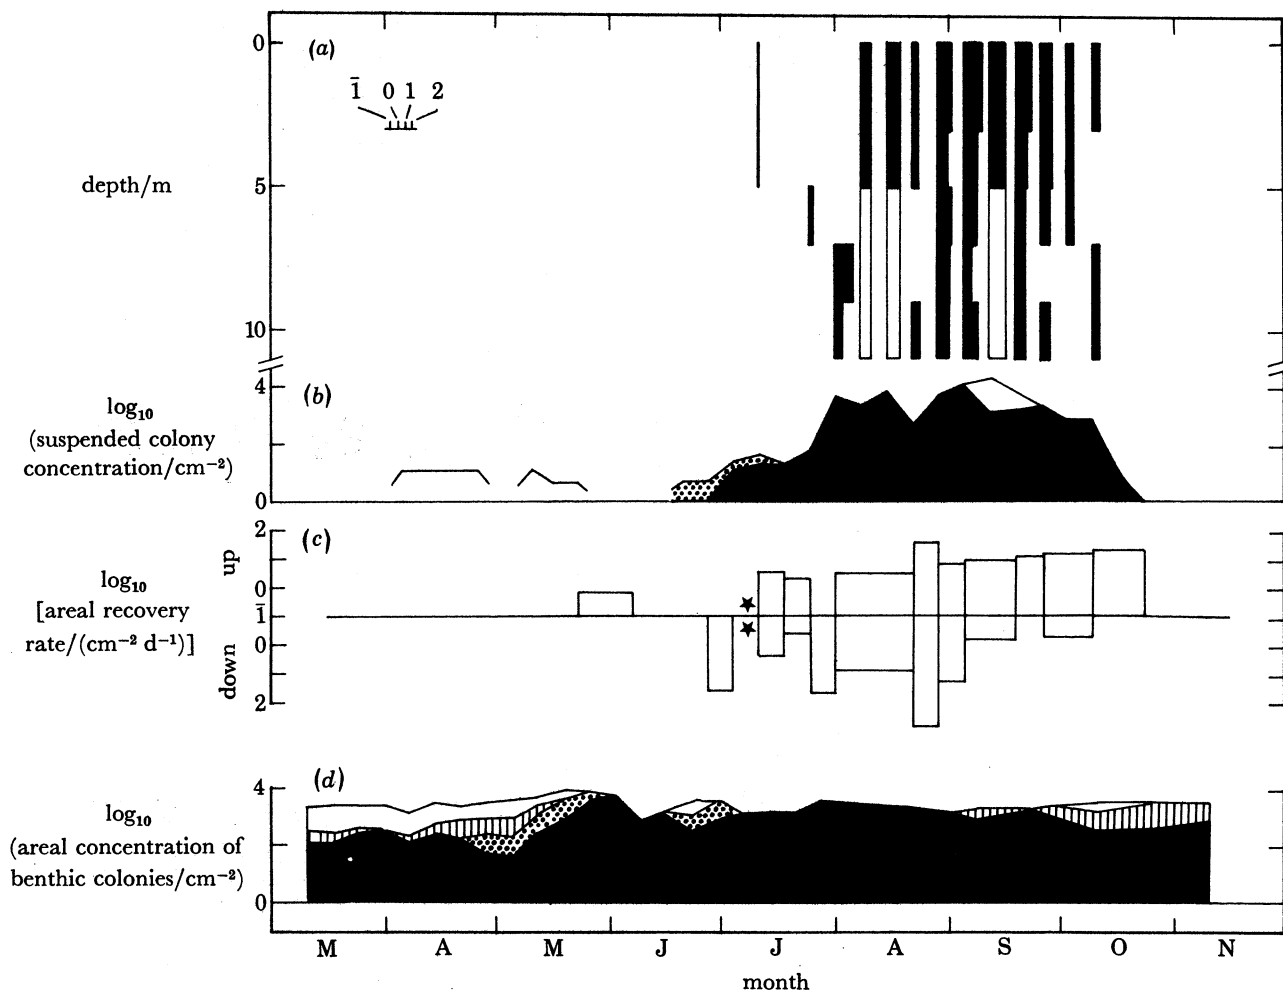 (a)
0
1̄ 0 1 2
depth/m
5
10
(b)
log₁₀
(suspended colony
concentration/cm⁻²)
4
0
(c)
2
up
0
log₁₀
[areal recovery
rate/(cm⁻² d⁻¹)]
1̄
0
down
2
(d)
4
log₁₀
(areal concentration of
benthic colonies/cm⁻²)
2
0
M A M J J A S O N
month